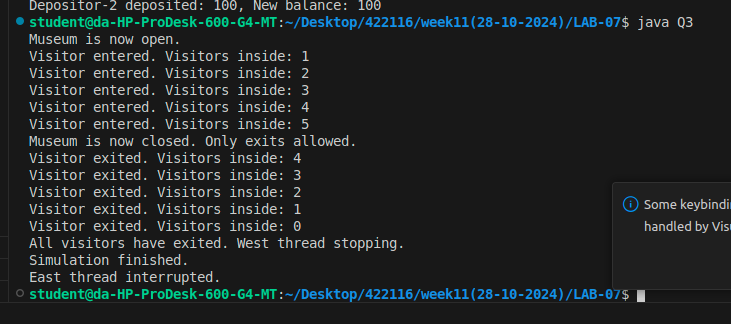 Depositor-2 deposited: 100, New balance: 100
student@da-HP-ProDesk-600-G4-MT:~/Desktop/422116/week11(28-10-2024)/LAB-07$ java Q3
Museum is now open.
Visitor entered. Visitors inside: 1
Visitor entered. Visitors inside: 2
Visitor entered. Visitors inside: 3
Visitor entered. Visitors inside: 4
Visitor entered. Visitors inside: 5
Museum is now closed. Only exits allowed.
Visitor exited. Visitors inside: 4
Visitor exited. Visitors inside: 3
Visitor exited. Visitors inside: 2
Visitor exited. Visitors inside: 1
Visitor exited. Visitors inside: 0
All visitors have exited. West thread stopping.
Simulation finished.
East thread interrupted.
student@da-HP-ProDesk-600-G4-MT:~/Desktop/422116/week11(28-10-2024)/LAB-07$
Some keybindin
handled by Visu